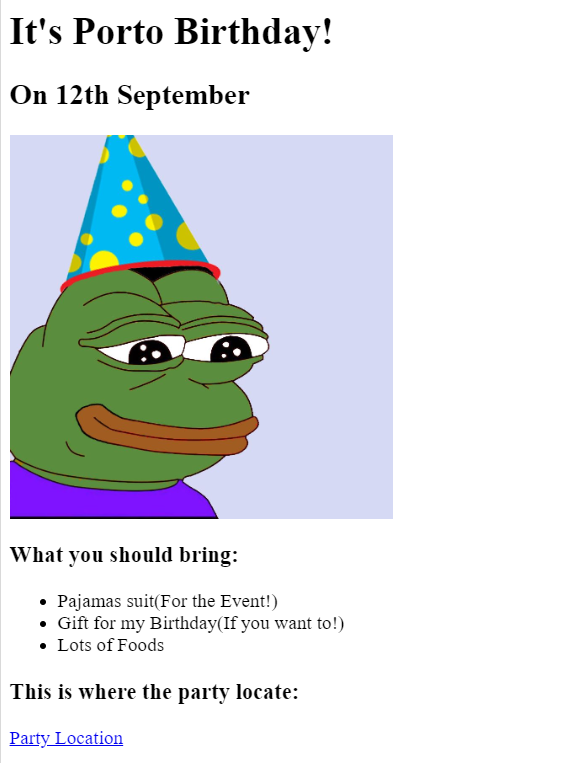 It's Porto Birthday!
On 12th September
What you should bring:
Pajamas suit(For the Event!)
Gift for my Birthday(If you want to!)
Lots of Foods
This is where the party locate:
Party Location